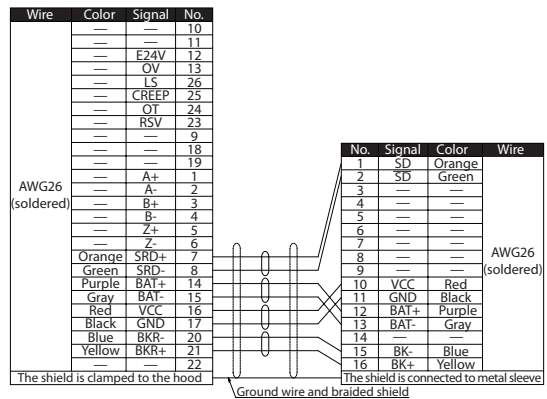 Wire Color Signal No.
— — 10
— — 11
— E24V 12
— OV 13
— LS 26
— CREEP 25
— OT 24
— RSV 23
— — 9
— — 18
— — 19
— A+ 1
— A- 2
— B+ 3
— B- 4
— Z+ 5
— Z- 6
Orange SRD+ 7
Green SRD- 8
Purple BAT+ 14
Gray BAT- 15
Red VCC 16
Black GND 17
Blue BKR- 20
Yellow BKR+ 21
— — 22
AWG26
(soldered)
The shield is clamped to the hood
No. Signal Color Wire
1 SD Orange
2 S̅D̅ Green
3 — —
4 — —
5 — —
6 — —
7 — —
8 — —
9 — —
10 VCC Red
11 GND Black
12 BAT+ Purple
13 BAT- Gray
14 — —
15 BK- Blue
16 BK+ Yellow
AWG26
(soldered)
The shield is connected to metal sleeve
Ground wire and braided shield